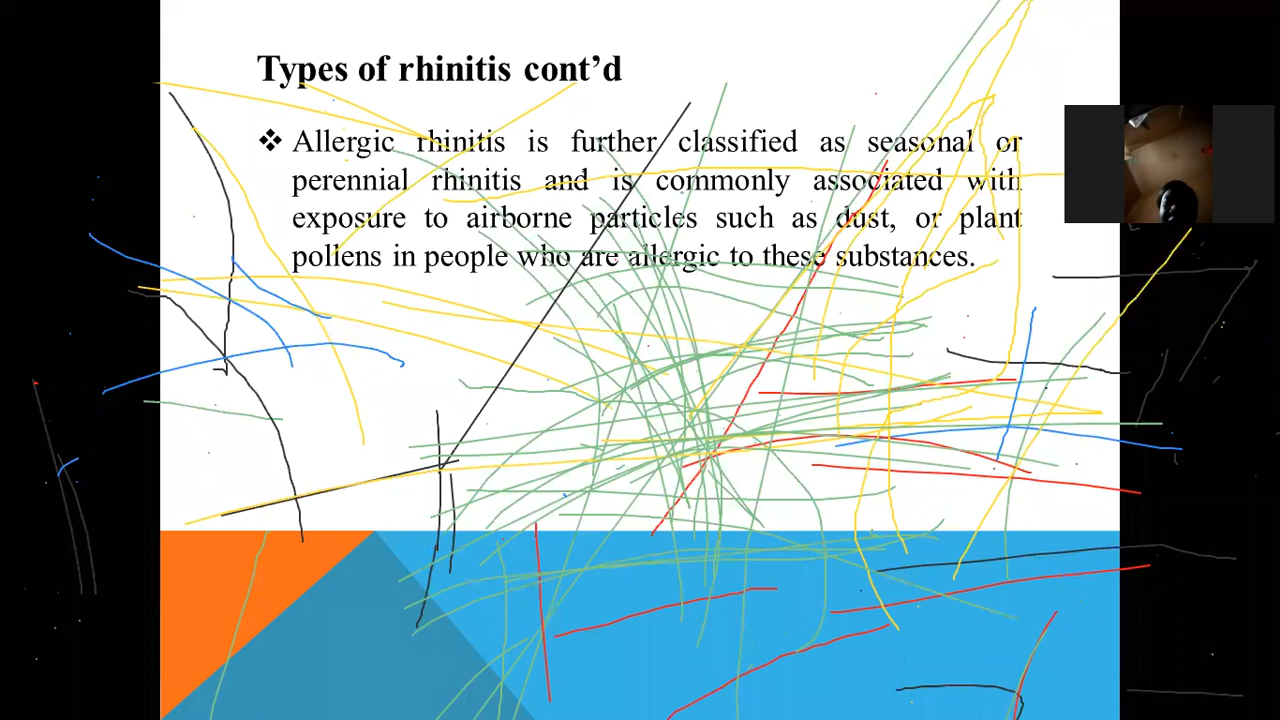 Types of rhinitis cont’d
❖ Allergic rhinitis is further classified as seasonal or
perennial rhinitis and is commonly associated with
exposure to airborne particles such as dust, or plant
pollens in people who are allergic to these substances.